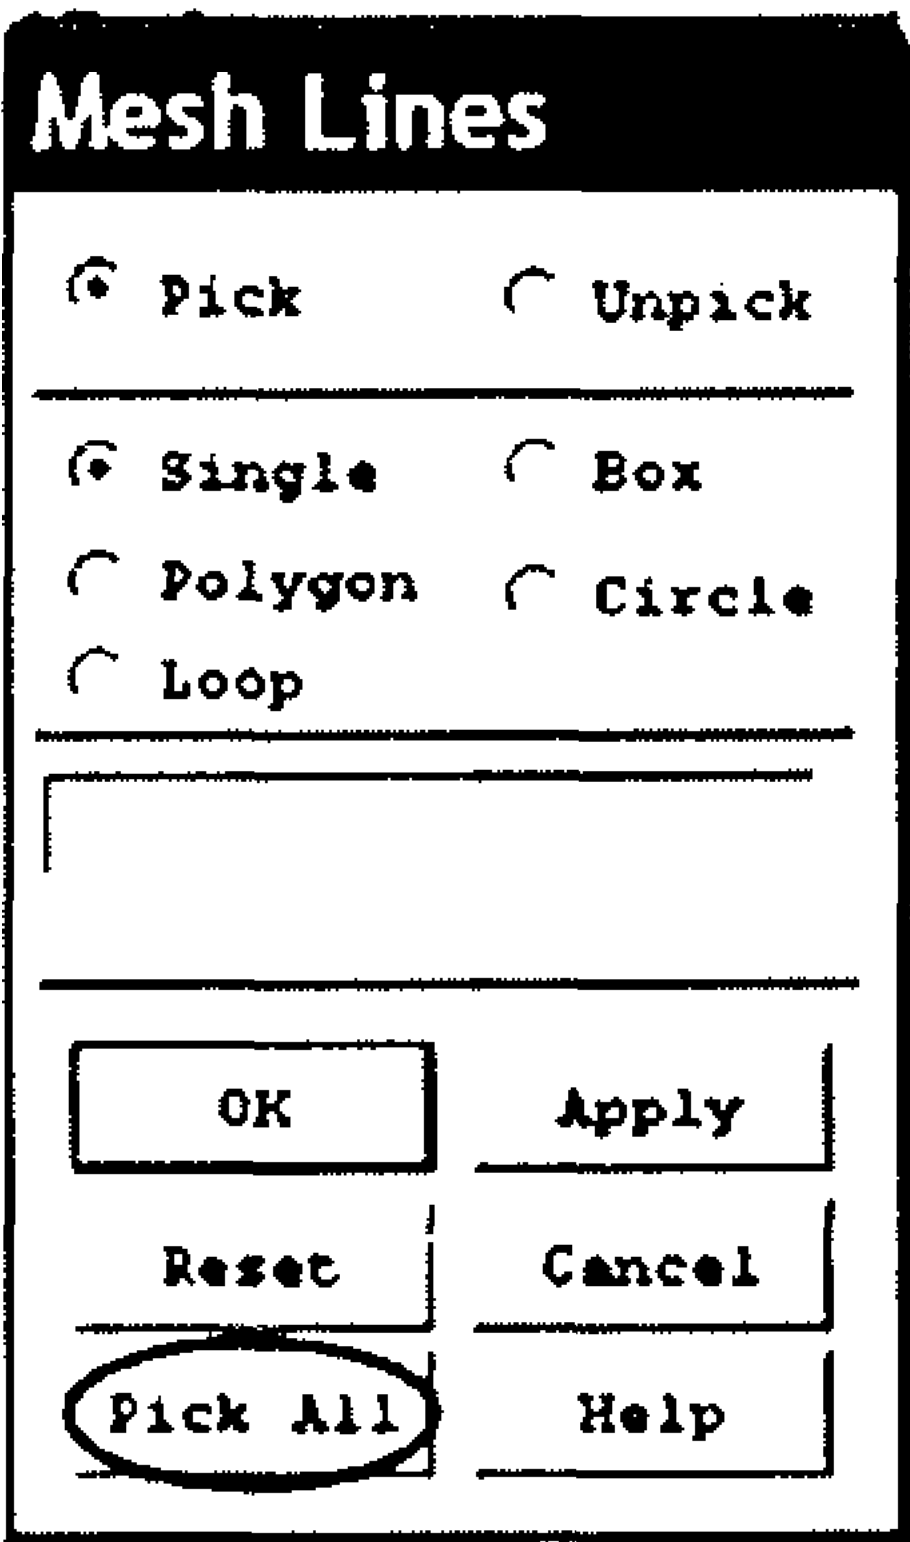 Mesh Lines
Pick Unpick
Single Box
Polygon Circle
Loop
OK Apply
Reset Cancel
Pick All Help